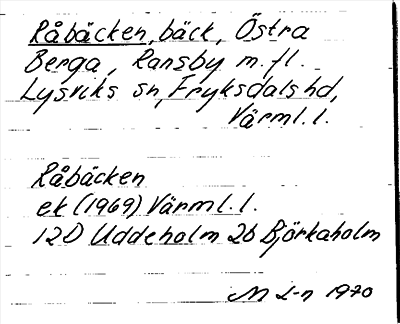 Råbäcken, bäck, Östra
Berga, Ransby m.fl.
Lysviks sn, Fryksdals hd,
Värml.l.
Råbäcken
ek (1969) Värml.l.
12D Uddeholm 2b Björkaholm
M L-n 1970